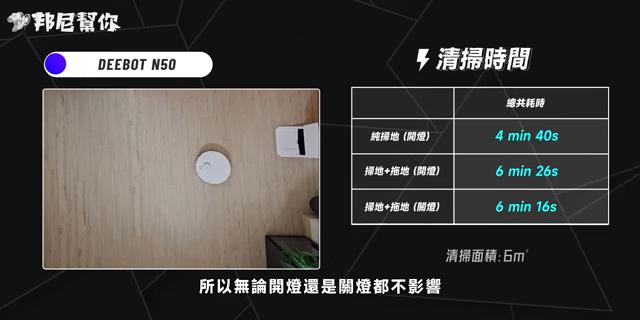 邦尼幫你
DEEBOT N50
清掃時間
總共耗時
純掃地 (開燈)
4 min 40s
掃地+拖地 (開燈)
6 min 26s
掃地+拖地 (關燈)
6 min 16s
清掃面積:6㎡
所以無論開燈還是關燈都不影響